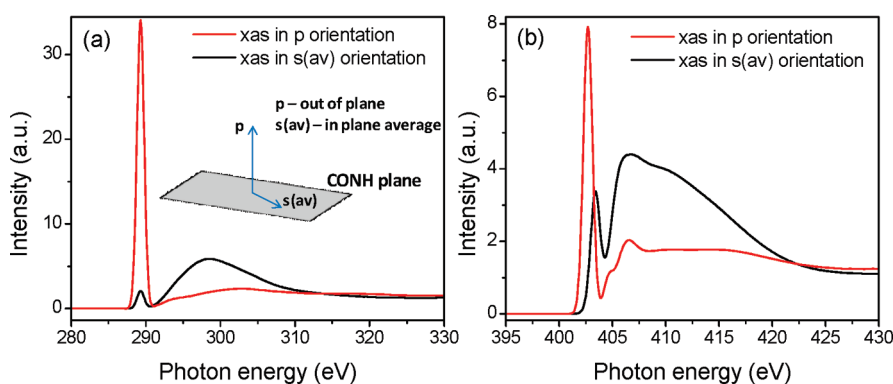 (a)
xas in p orientation
xas in s(av) orientation
p – out of plane
s(av) – in plane average
p
CONH plane
s(av)
Intensity (a.u.)
30
20
10
0
280 290 300 310 320 330
Photon energy (eV)
(b)
xas in p orientation
xas in s(av) orientation
Intensity (a.u.)
8
6
4
2
0
395 400 405 410 415 420 425 430
Photon energy (eV)